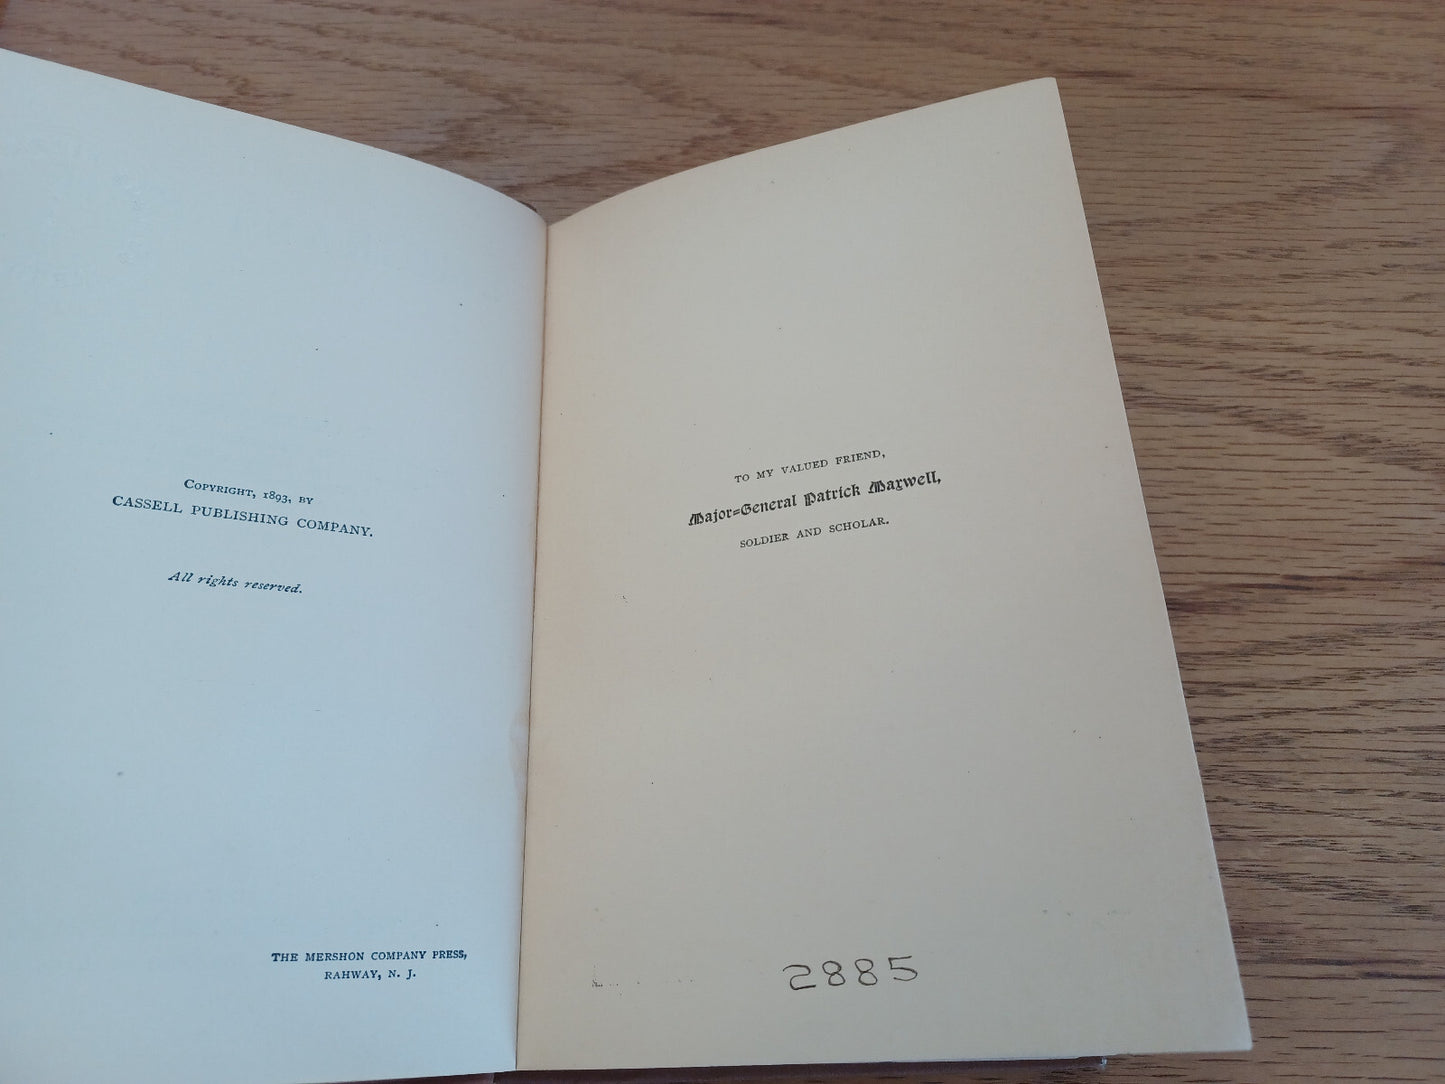 Copyright, 1893, by
CASSELL PUBLISHING COMPANY.
All rights reserved.
THE MERSHON COMPANY PRESS,
RAHWAY, N. J.
TO MY VALUED FRIEND,
Major=General Patrick Maxwell,
SOLDIER AND SCHOLAR.
2885